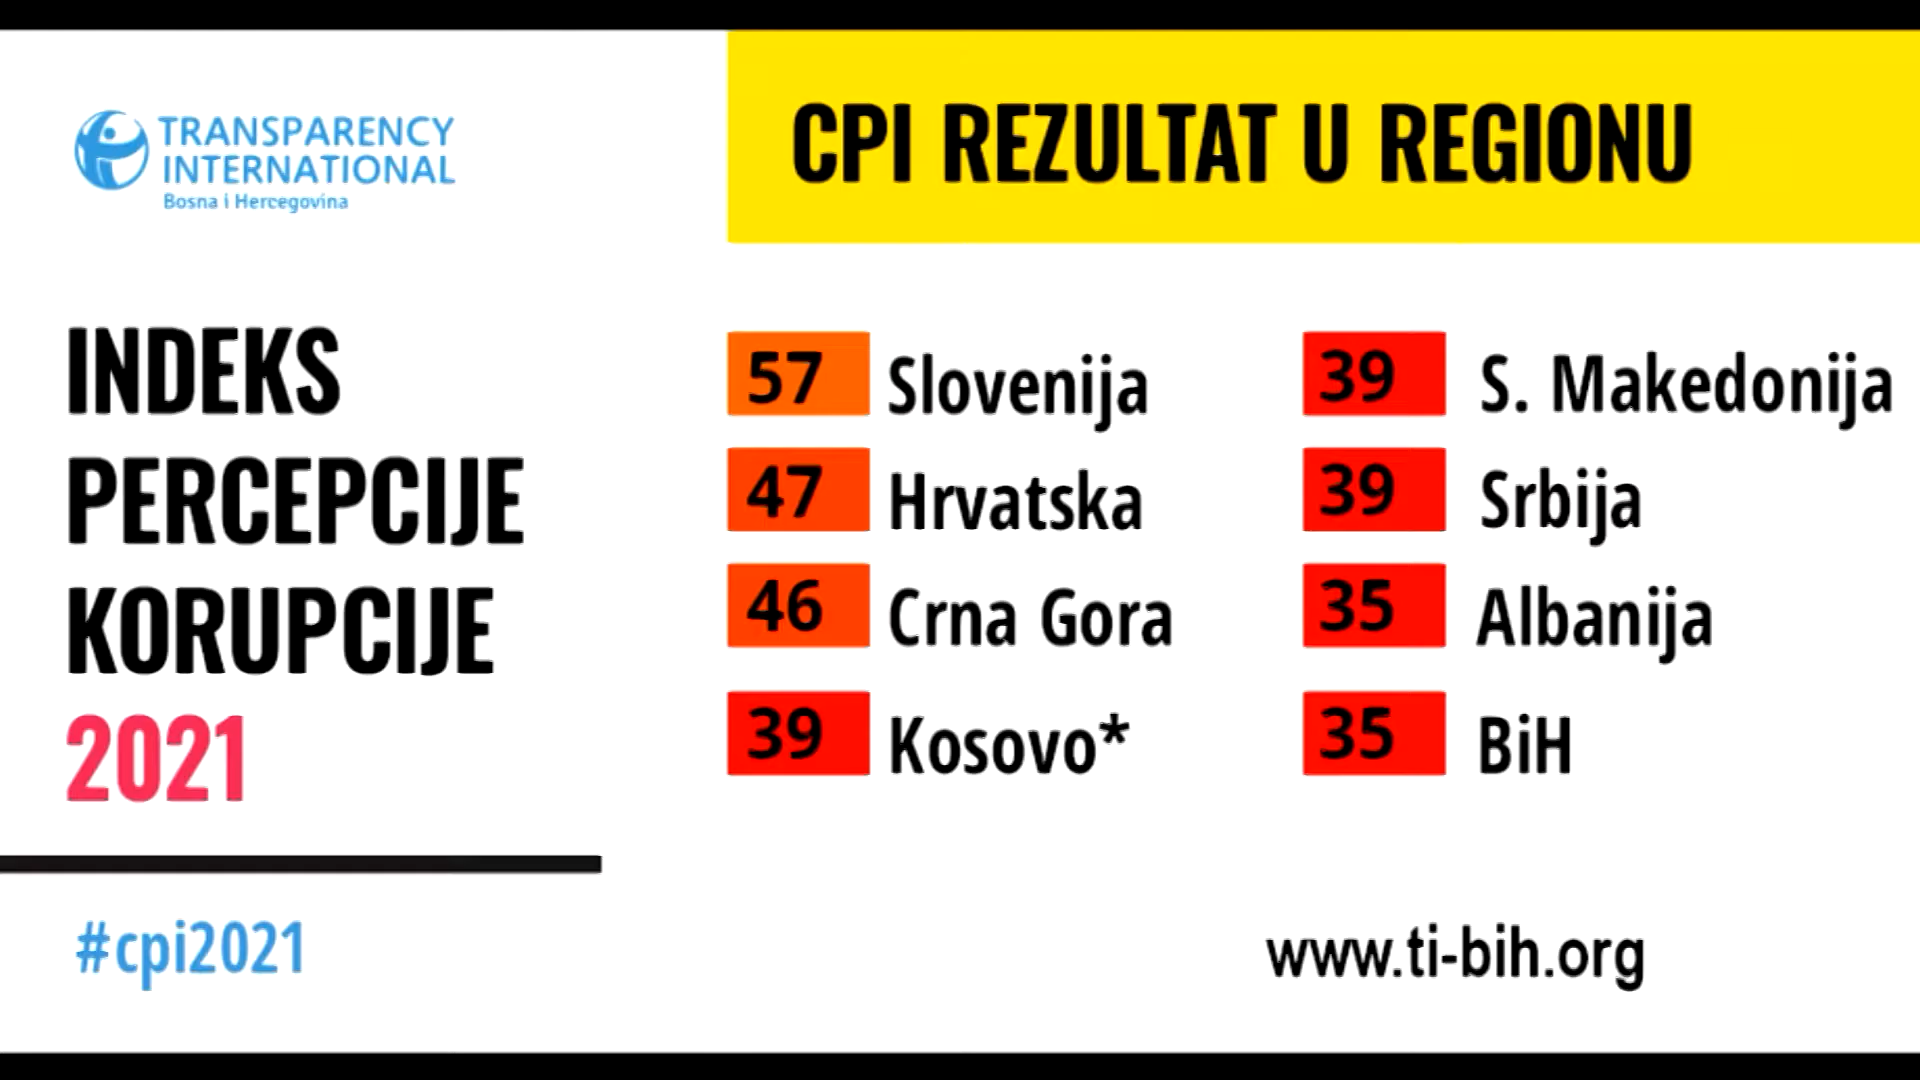 TRANSPARENCY
INTERNATIONAL
Bosna i Hercegovina
CPI REZULTAT U REGIONU
INDEKS
PERCEPCIJE
KORUPCIJE
2021
57 Slovenija
47 Hrvatska
46 Crna Gora
39 Kosovo*
39 S. Makedonija
39 Srbija
35 Albanija
35 BiH
#cpi2021
www.ti-bih.org